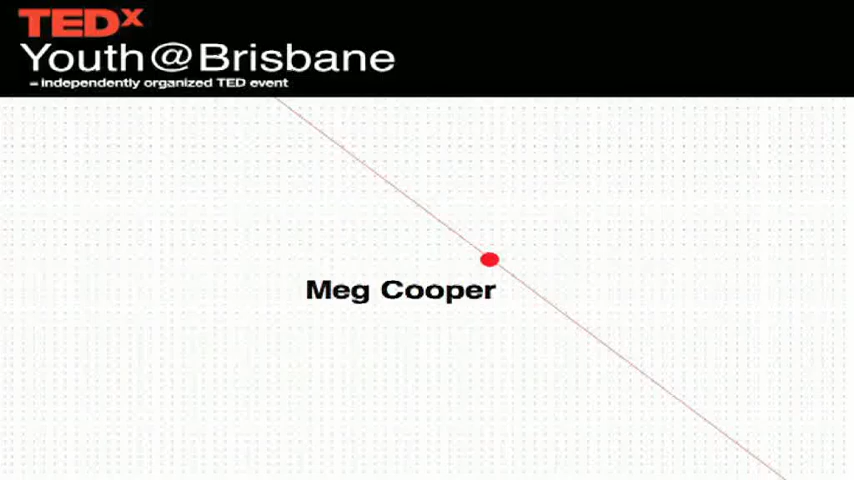 TEDx
Youth@Brisbane
– independently organized TED event
Meg Cooper